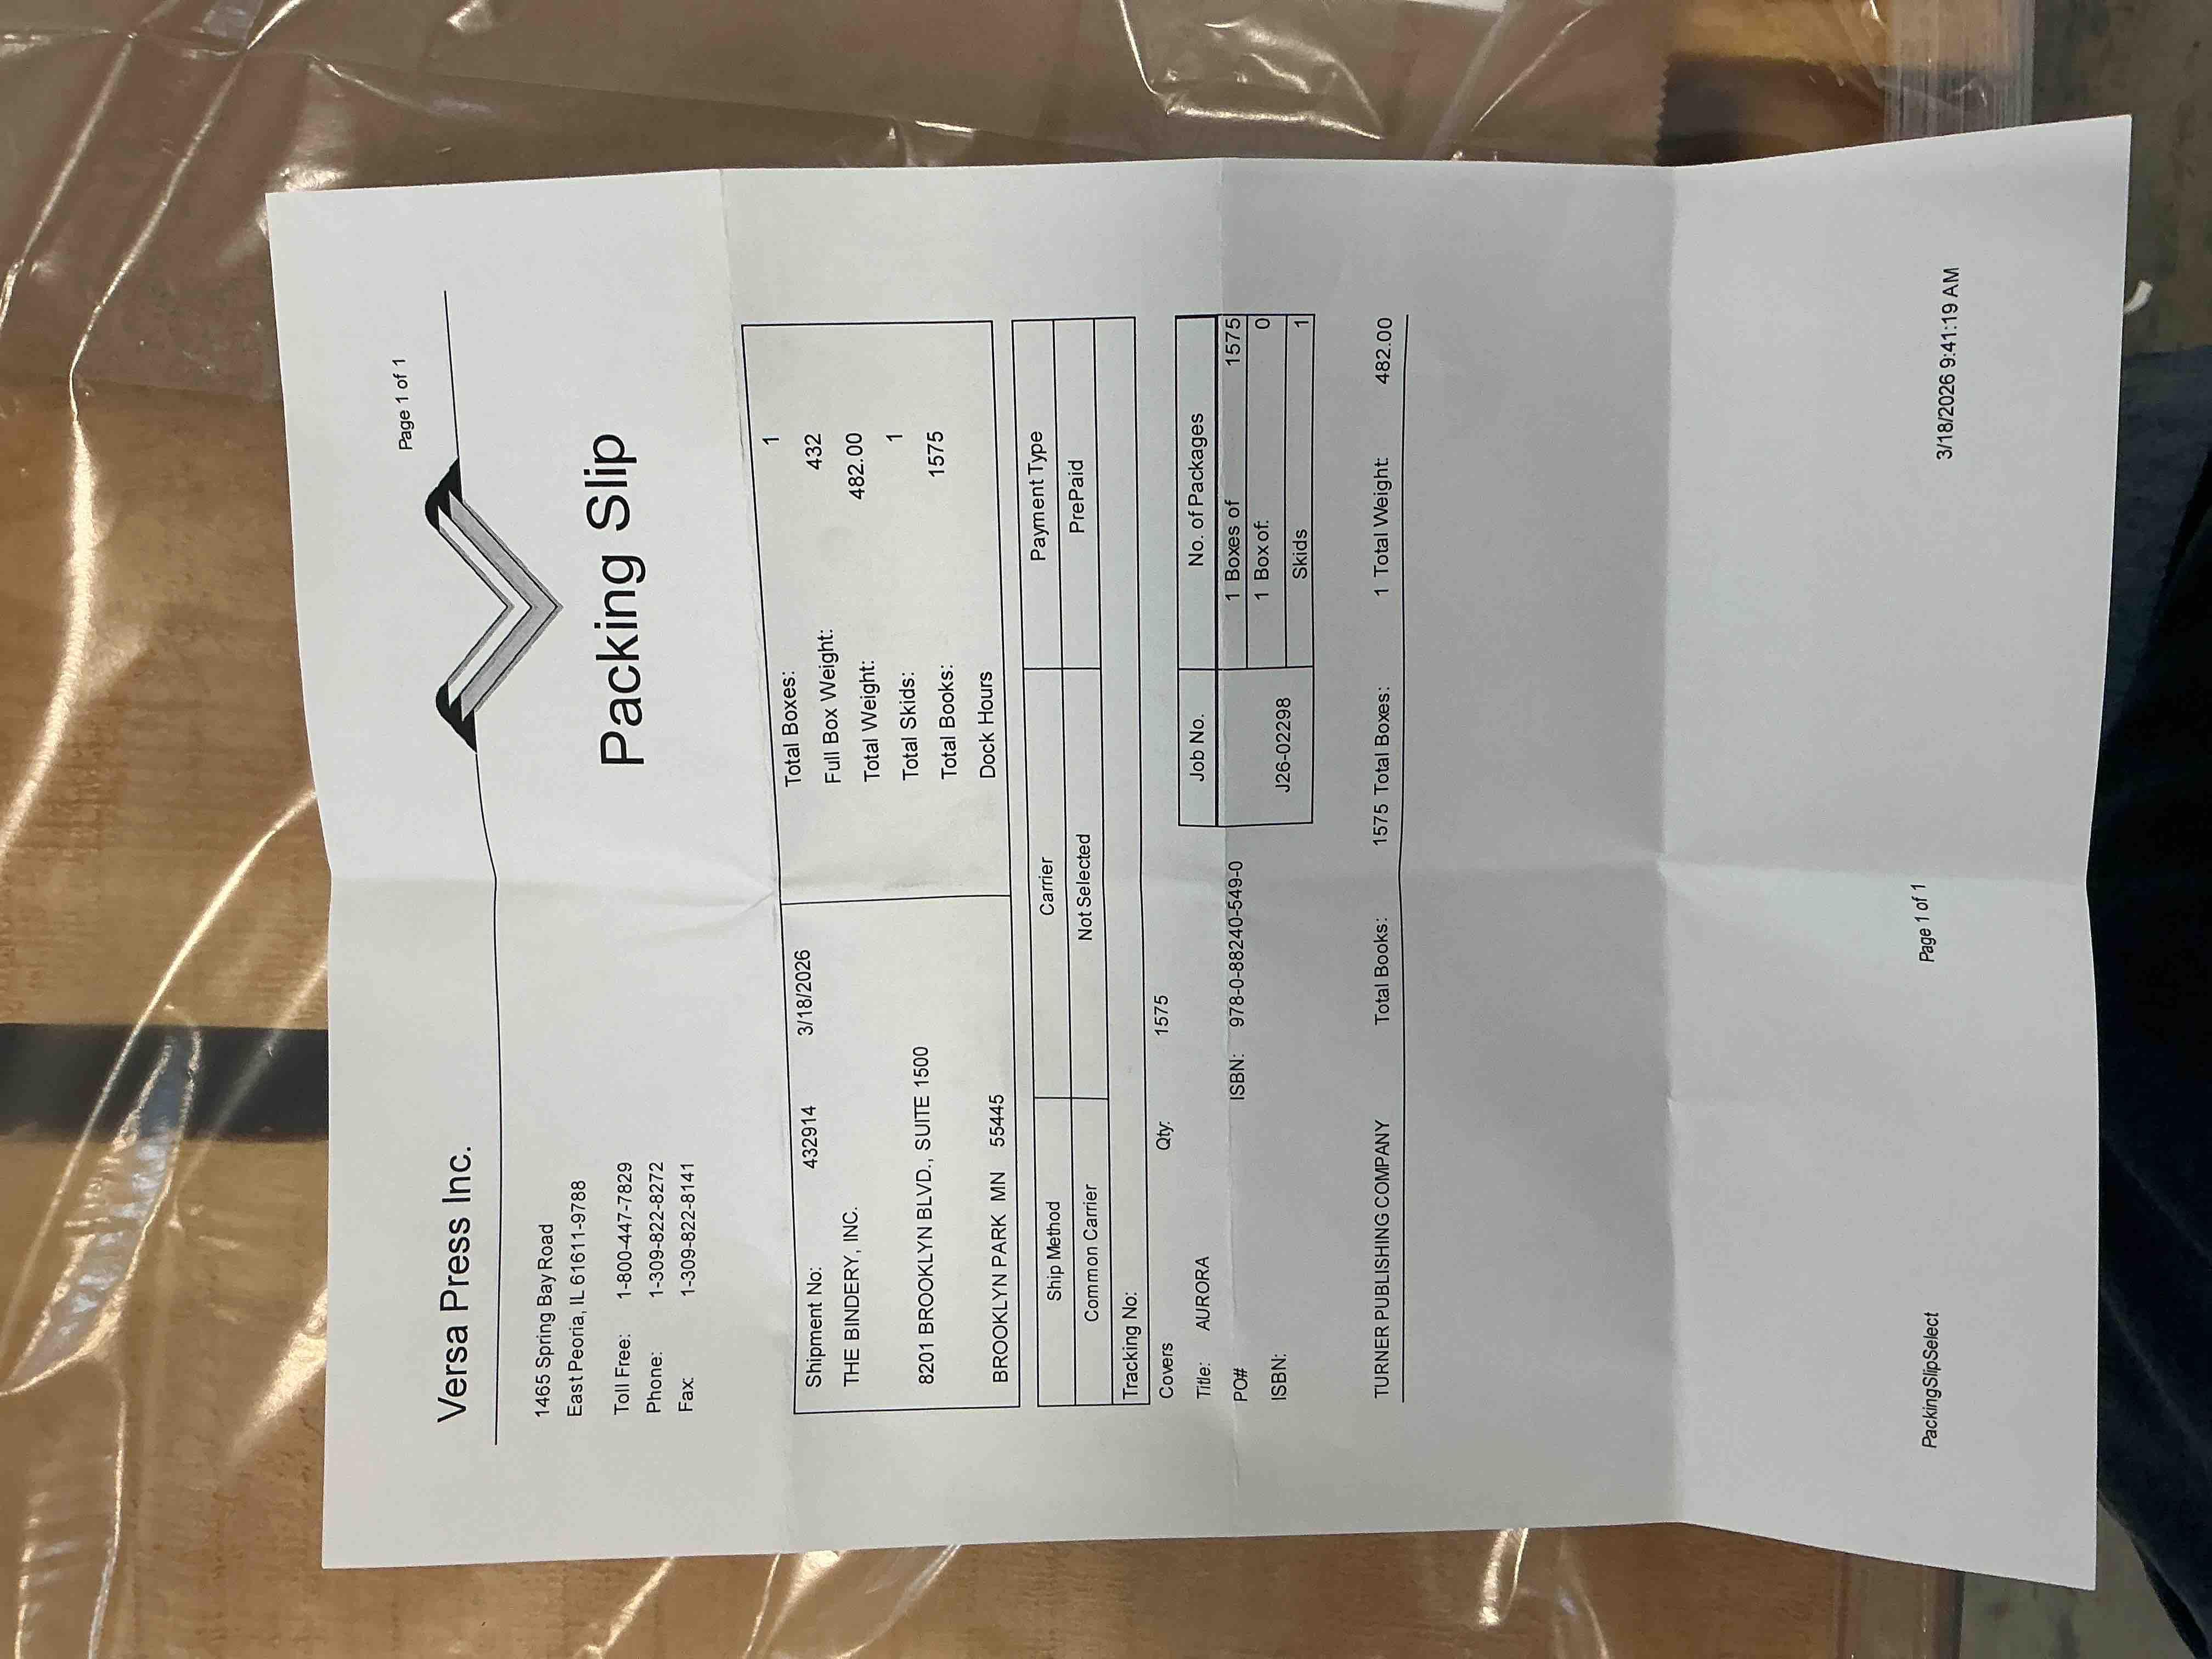 Page 1 of 1
Versa Press Inc.
1465 Spring Bay Road
East Peoria, IL 61611-9788
Toll Free: 1-800-447-7829
Phone: 1-309-822-8272
Fax: 1-309-822-8141
Packing Slip
Shipment No: 432914 3/18/2026
THE BINDERY, INC.
8201 BROOKLYN BLVD., SUITE 1500
BROOKLYN PARK MN 55445
Total Boxes: 1
Full Box Weight: 432
Total Weight: 482.00
Total Skids: 1
Total Books: 1575
Dock Hours
Ship Method Carrier Payment Type
Common Carrier Not Selected PrePaid
Tracking No:
Covers Qty: 1575
Title: AURORA Job No. No. of Packages
PO# ISBN: 978-0-88240-549-0 1 Boxes of 1575
1 Box of: 0
ISBN: J26-02298 Skids 1
TURNER PUBLISHING COMPANY Total Books: 1575 Total Boxes: 1 Total Weight: 482.00
PackingSlipSelect Page 1 of 1 3/18/2026 9:41:19 AM